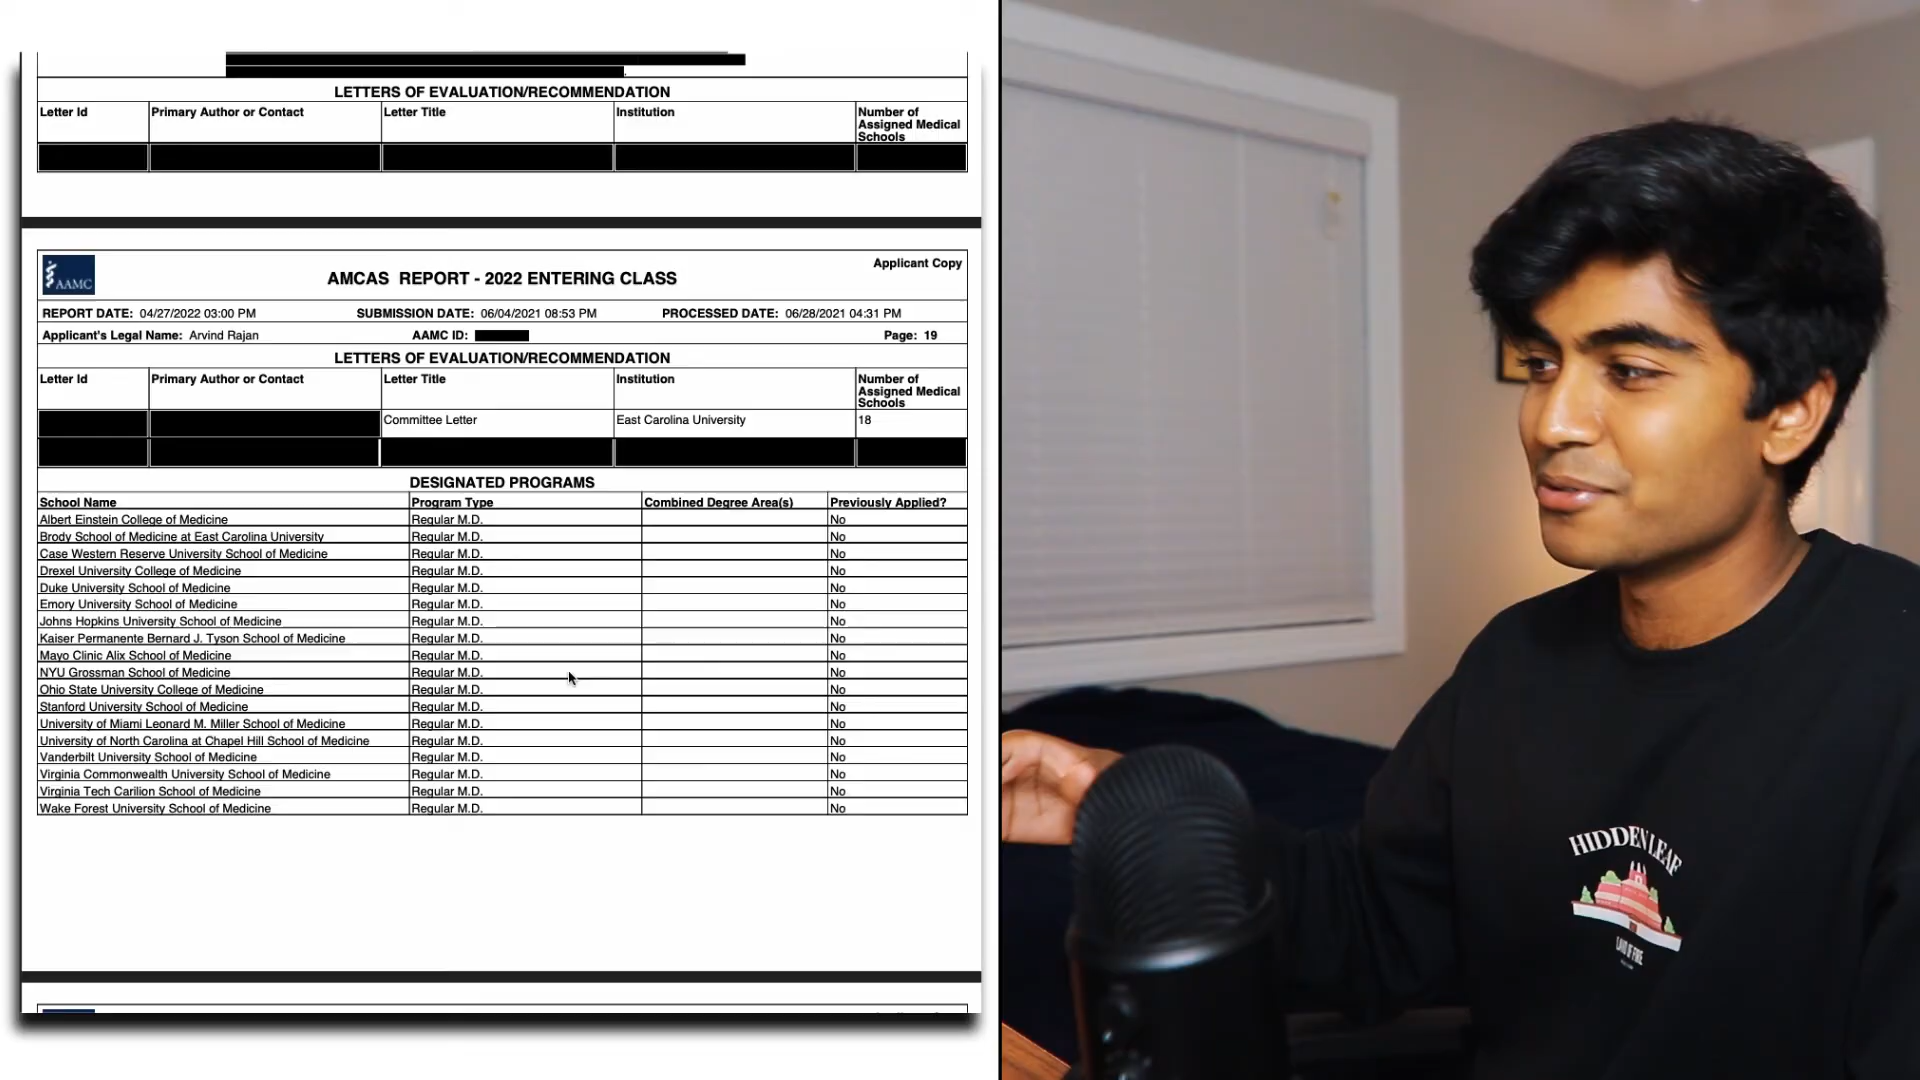 LETTERS OF EVALUATION/RECOMMENDATION
Letter Id Primary Author or Contact Letter Title Institution Number of Assigned Medical Schools
AAMC
Applicant Copy
AMCAS REPORT - 2022 ENTERING CLASS
REPORT DATE: 04/27/2022 03:00 PM SUBMISSION DATE: 06/04/2021 08:53 PM PROCESSED DATE: 06/28/2021 04:31 PM
Applicant's Legal Name: Arvind Rajan AAMC ID: Page: 19
LETTERS OF EVALUATION/RECOMMENDATION
Letter Id Primary Author or Contact Letter Title Institution Number of Assigned Medical Schools
Committee Letter East Carolina University 18
DESIGNATED PROGRAMS
School Name Program Type Combined Degree Area(s) Previously Applied?
Albert Einstein College of Medicine Regular M.D. No
Brody School of Medicine at East Carolina University Regular M.D. No
Case Western Reserve University School of Medicine Regular M.D. No
Drexel University College of Medicine Regular M.D. No
Duke University School of Medicine Regular M.D. No
Emory University School of Medicine Regular M.D. No
Johns Hopkins University School of Medicine Regular M.D. No
Kaiser Permanente Bernard J. Tyson School of Medicine Regular M.D. No
Mayo Clinic Alix School of Medicine Regular M.D. No
NYU Grossman School of Medicine Regular M.D. No
Ohio State University College of Medicine Regular M.D. No
Stanford University School of Medicine Regular M.D. No
University of Miami Leonard M. Miller School of Medicine Regular M.D. No
University of North Carolina at Chapel Hill School of Medicine Regular M.D. No
Vanderbilt University School of Medicine Regular M.D. No
Virginia Commonwealth University School of Medicine Regular M.D. No
Virginia Tech Carilion School of Medicine Regular M.D. No
Wake Forest University School of Medicine Regular M.D. No
HIDDEN LEAF
LAND OF FIRE